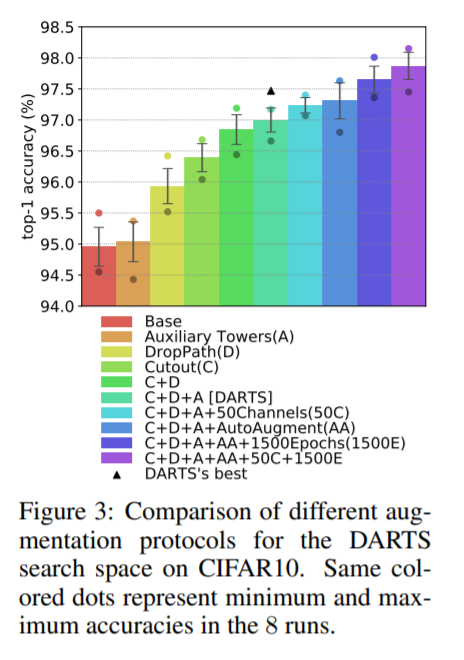 98.5
98.0
97.5
97.0
96.5
96.0
95.5
95.0
94.5
94.0
top-1 accuracy (%)
Base
Auxiliary Towers(A)
DropPath(D)
Cutout(C)
C+D
C+D+A [DARTS]
C+D+A+50Channels(50C)
C+D+A+AutoAugment(AA)
C+D+A+AA+1500Epochs(1500E)
C+D+A+AA+50C+1500E
DARTS's best
Figure 3: Comparison of different aug-
mentation protocols for the DARTS
search space on CIFAR10. Same col-
ored dots represent minimum and max-
imum accuracies in the 8 runs.